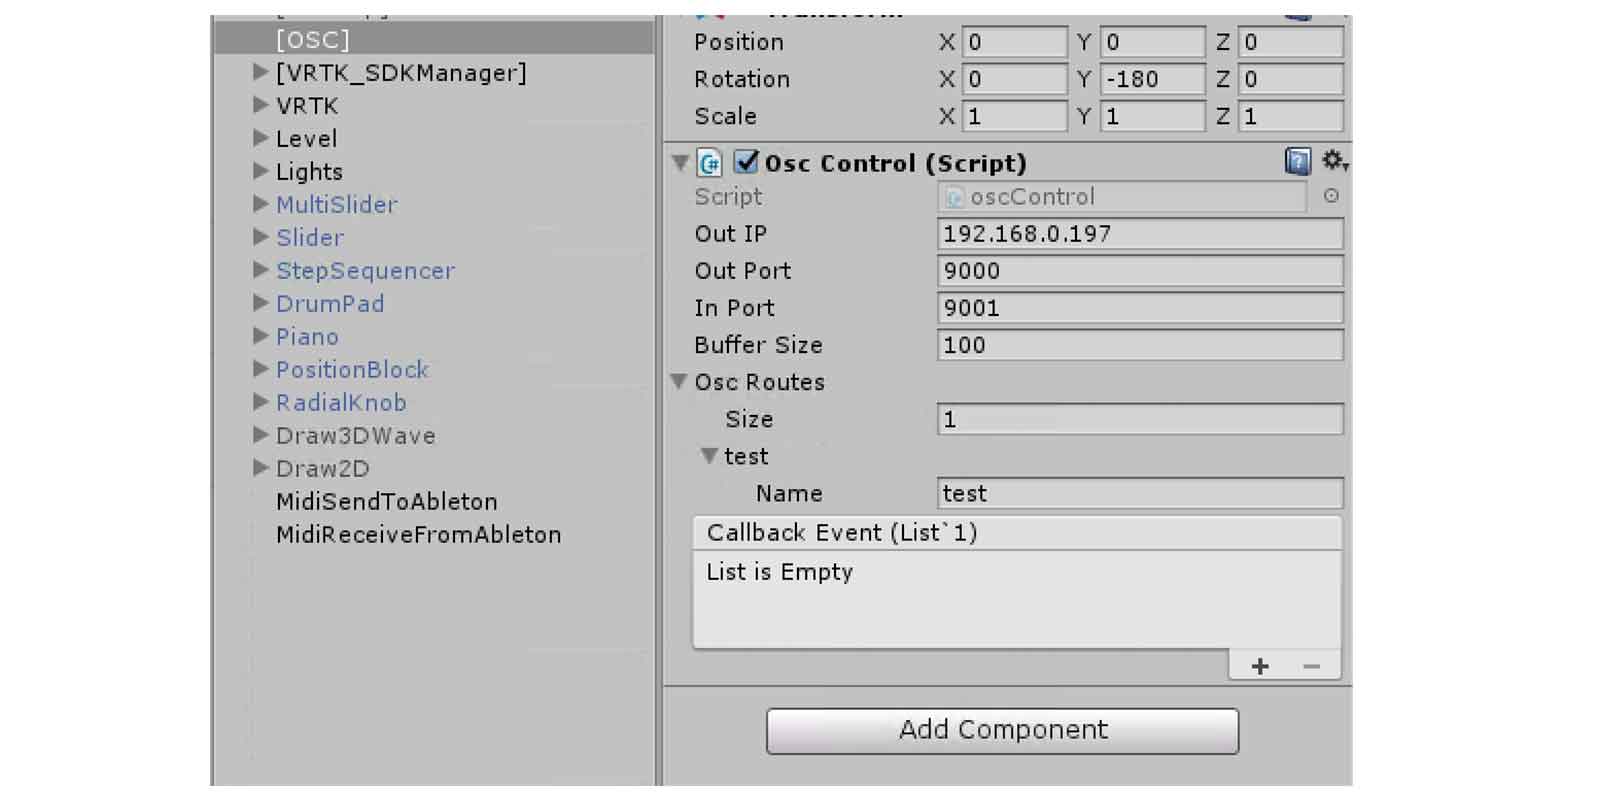 [OSC]
[VRTK_SDKManager]
VRTK
Level
Lights
MultiSlider
Slider
StepSequencer
DrumPad
Piano
PositionBlock
RadialKnob
Draw3DWave
Draw2D
MidiSendToAbleton
MidiReceiveFromAbleton
Position X 0 Y 0 Z 0
Rotation X 0 Y -180 Z 0
Scale X 1 Y 1 Z 1
Osc Control (Script)
Script oscControl
Out IP 192.168.0.197
Out Port 9000
In Port 9001
Buffer Size 100
Osc Routes
Size 1
test
Name test
Callback Event (List`1)
List is Empty
+ −
Add Component